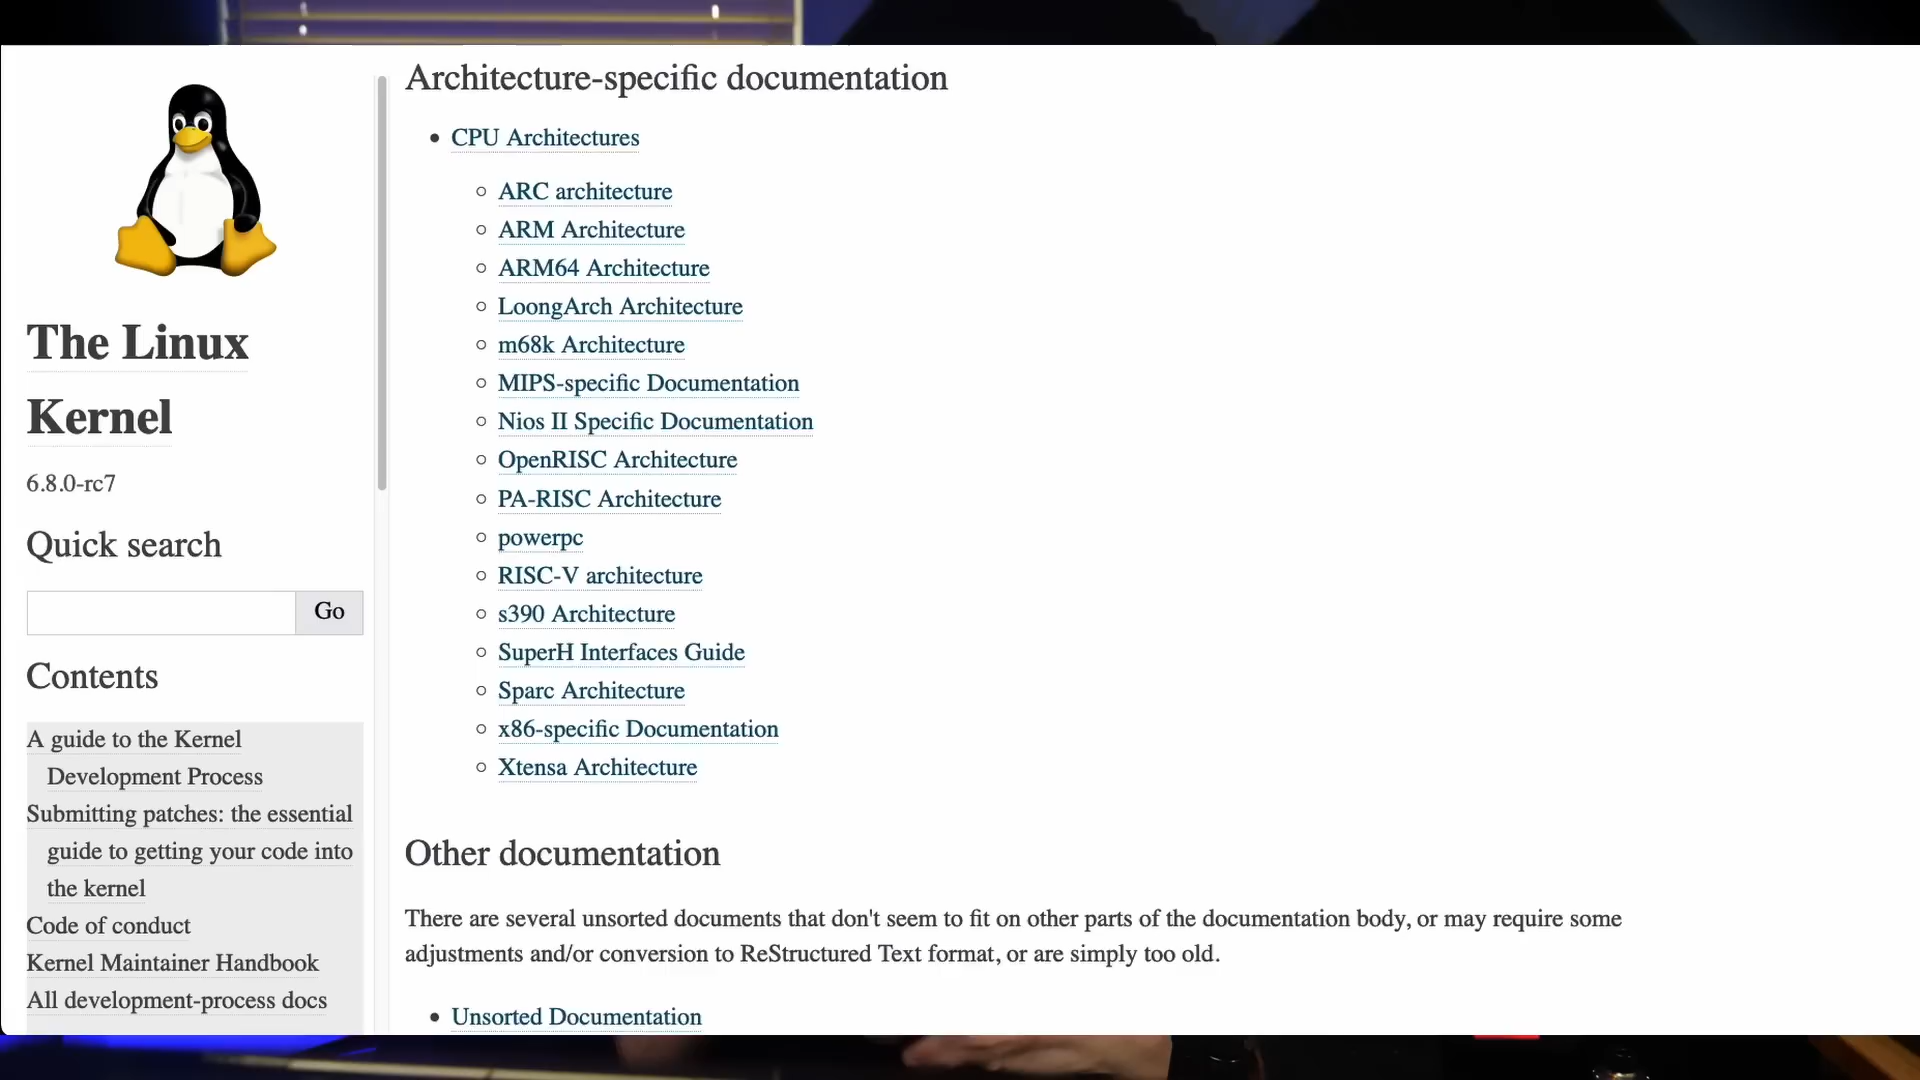 The Linux
Kernel
6.8.0-rc7
Quick search
Go
Contents
A guide to the Kernel
Development Process
Submitting patches: the essential
guide to getting your code into
the kernel
Code of conduct
Kernel Maintainer Handbook
All development-process docs
Architecture-specific documentation
CPU Architectures
ARC architecture
ARM Architecture
ARM64 Architecture
LoongArch Architecture
m68k Architecture
MIPS-specific Documentation
Nios II Specific Documentation
OpenRISC Architecture
PA-RISC Architecture
powerpc
RISC-V architecture
s390 Architecture
SuperH Interfaces Guide
Sparc Architecture
x86-specific Documentation
Xtensa Architecture
Other documentation
There are several unsorted documents that don't seem to fit on other parts of the documentation body, or may require some
adjustments and/or conversion to ReStructured Text format, or are simply too old.
Unsorted Documentation